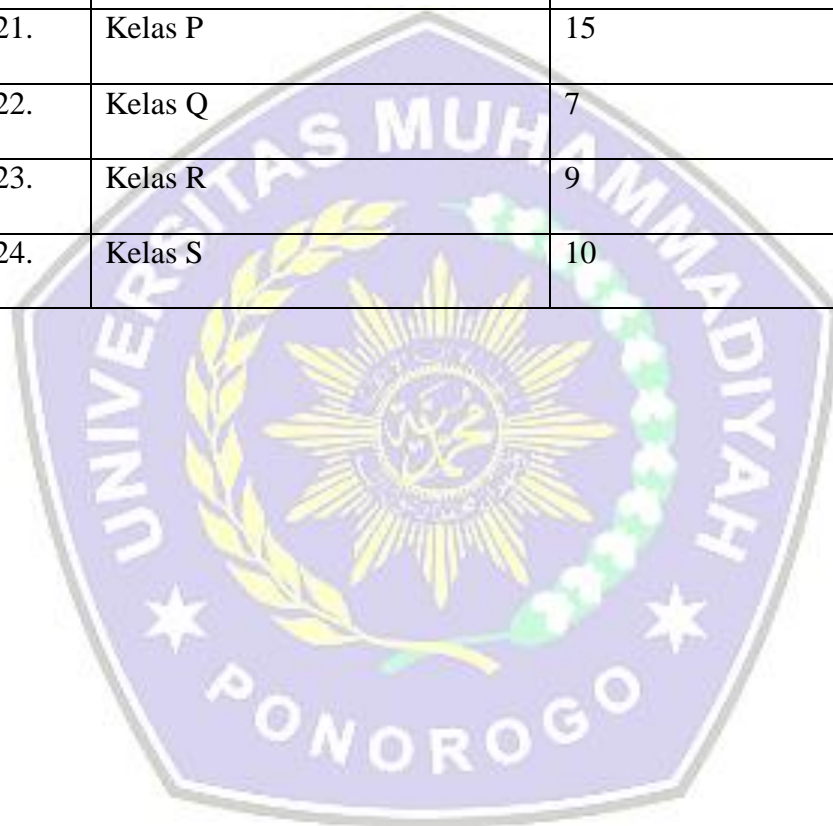 21. Kelas P 15
22. Kelas Q 7
23. Kelas R 9
24. Kelas S 10
UNIVERSITAS MUHAMMADIYAH
PONOROGO